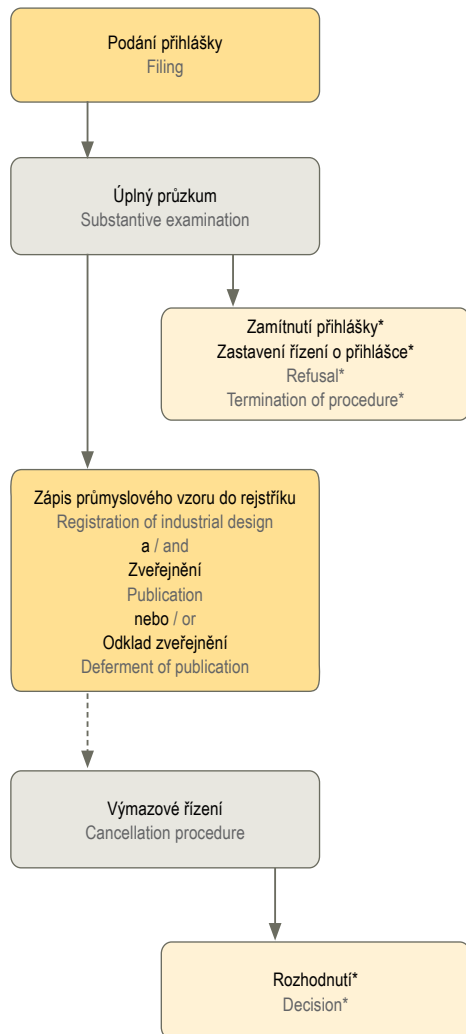 Podání přihlášky
Filing
Úplný průzkum
Substantive examination
Zamítnutí přihlášky*
Zastavení řízení o přihlášce*
Refusal*
Termination of procedure*
Zápis průmyslového vzoru do rejstříku
Registration of industrial design
a / and
Zveřejnění
Publication
nebo / or
Odklad zveřejnění
Deferment of publication
Výmazové řízení
Cancellation procedure
Rozhodnutí*
Decision*